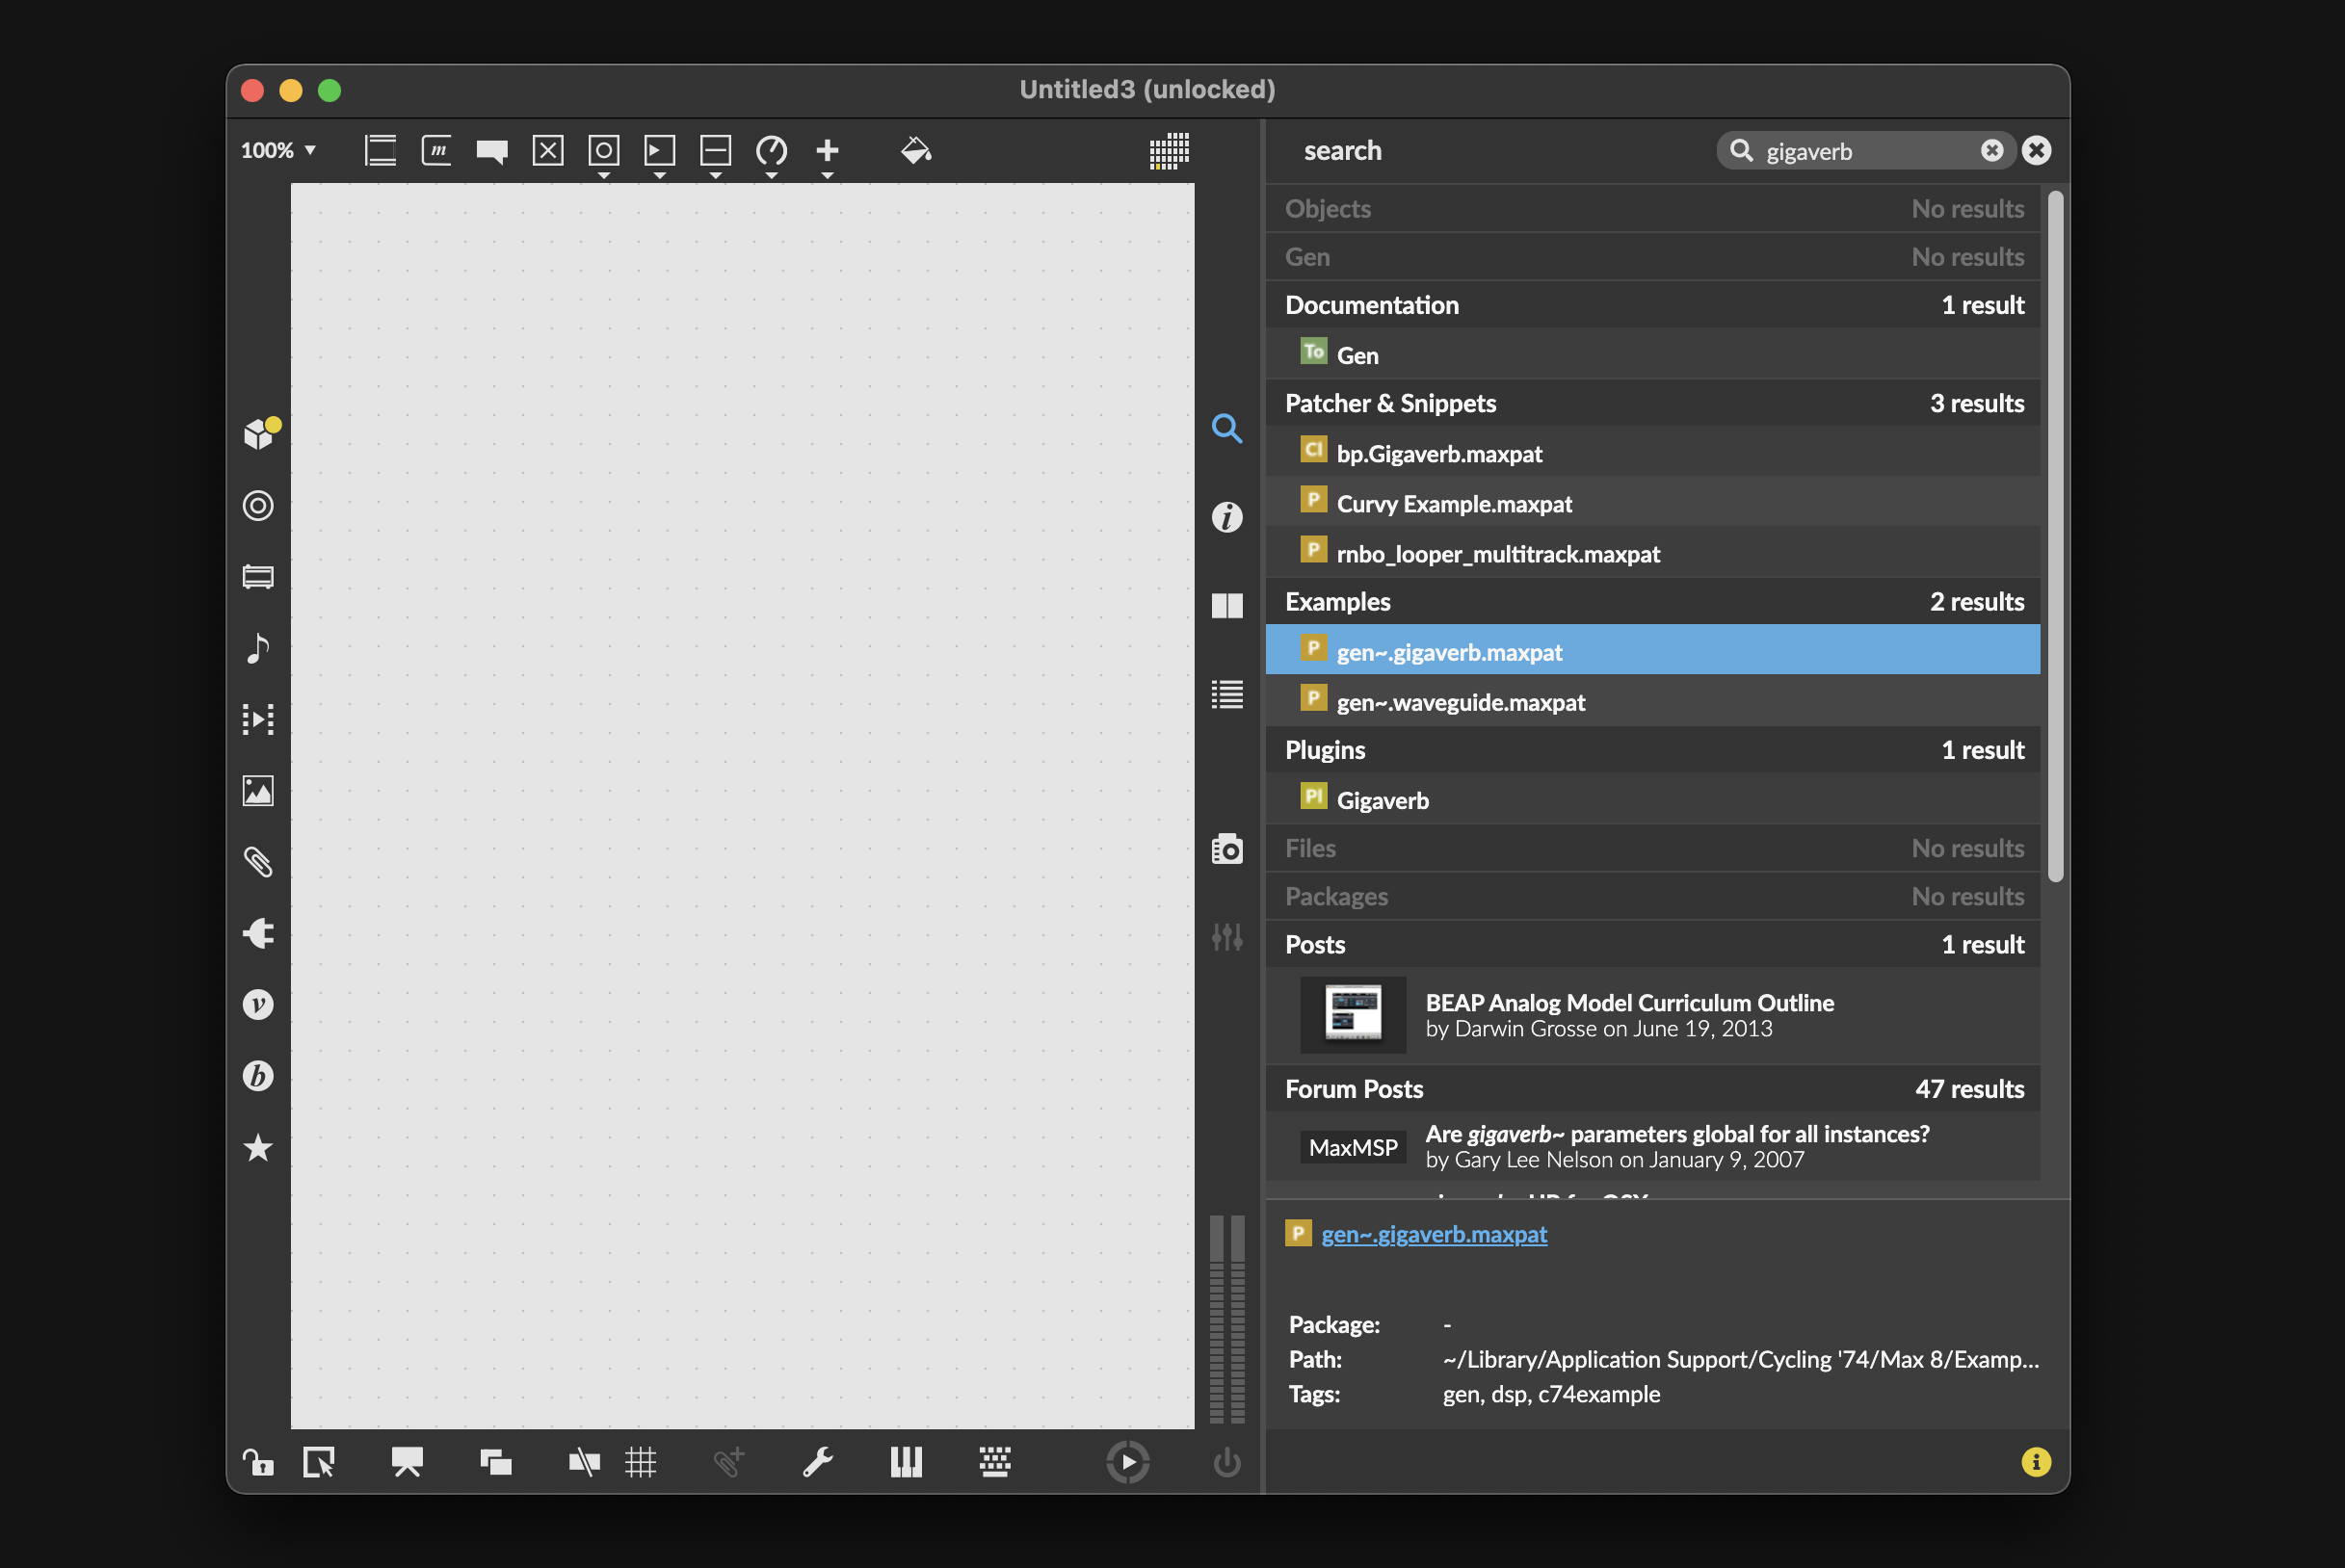 Untitled3 (unlocked)
100%
m
search
gigaverb
Objects No results
Gen No results
Documentation 1 result
To Gen
Patcher & Snippets 3 results
Cl bp.Gigaverb.maxpat
P Curvy Example.maxpat
P rnbo_looper_multitrack.maxpat
Examples 2 results
P gen~.gigaverb.maxpat
P gen~.waveguide.maxpat
Plugins 1 result
Pl Gigaverb
Files No results
Packages No results
Posts 1 result
BEAP Analog Model Curriculum Outline
by Darwin Grosse on June 19, 2013
Forum Posts 47 results
MaxMSP
Are gigaverb~ parameters global for all instances?
by Gary Lee Nelson on January 9, 2007
P gen~.gigaverb.maxpat
Package: -
Path: ~/Library/Application Support/Cycling '74/Max 8/Examp...
Tags: gen, dsp, c74example
i
v
b
i